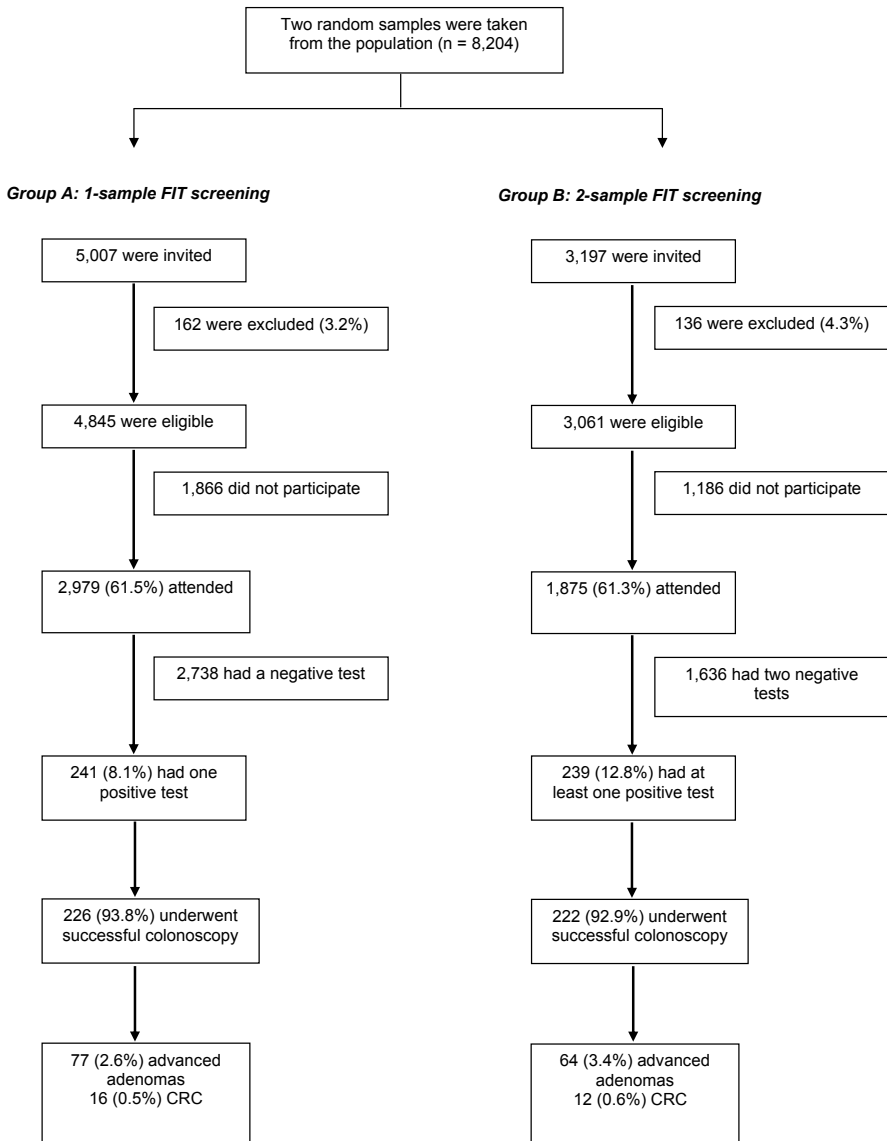 Two random samples were taken
from the population (n = 8,204)
Group A: 1-sample FIT screening
5,007 were invited
162 were excluded (3.2%)
4,845 were eligible
1,866 did not participate
2,979 (61.5%) attended
2,738 had a negative test
241 (8.1%) had one
positive test
226 (93.8%) underwent
successful colonoscopy
77 (2.6%) advanced
adenomas
16 (0.5%) CRC
Group B: 2-sample FIT screening
3,197 were invited
136 were excluded (4.3%)
3,061 were eligible
1,186 did not participate
1,875 (61.3%) attended
1,636 had two negative
tests
239 (12.8%) had at
least one positive test
222 (92.9%) underwent
successful colonoscopy
64 (3.4%) advanced
adenomas
12 (0.6%) CRC